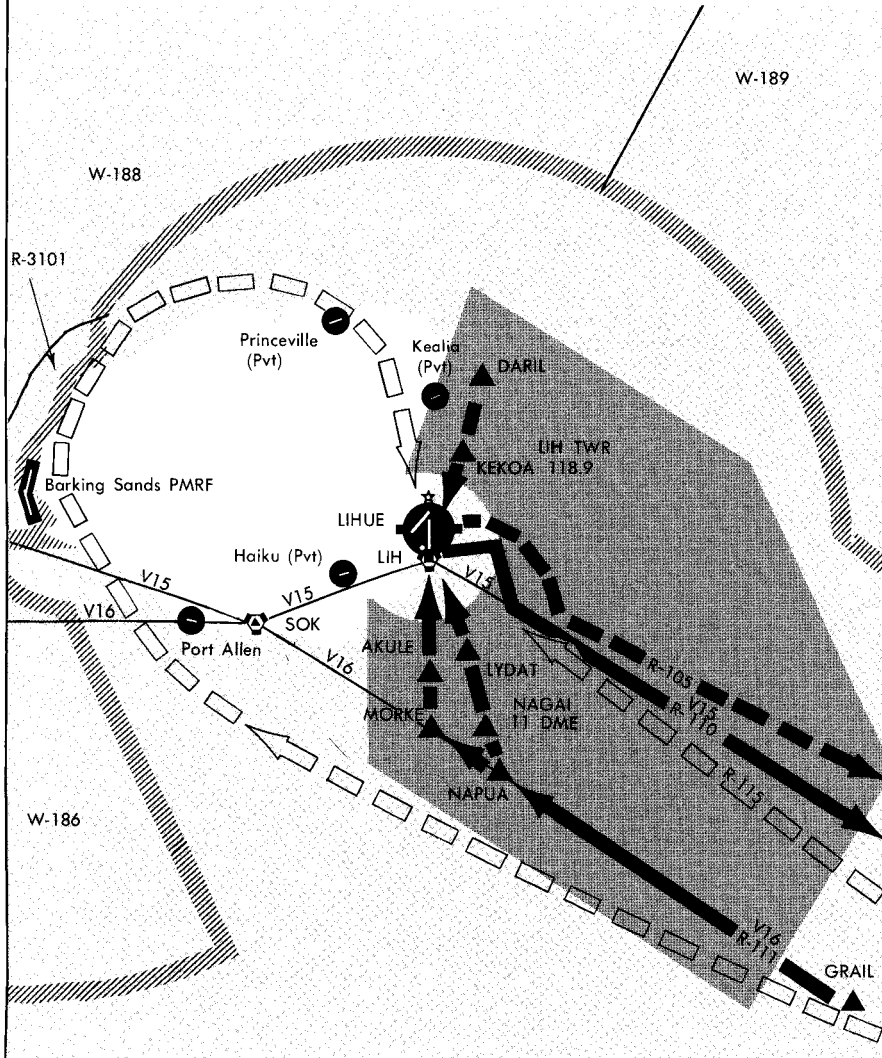 W-189
W-188
R-3101
Princeville
(Pvt)
Kealia
(Pvt)
DARIL
LIH TWR
KEKOA 118.9
Barking Sands PMRF
LIHUE
Haiku (Pvt)
LIH
V15
V15
V15
V16
SOK
Port Allen
V16
AKULE
LYDAT
R-105
V15
R-110
NAGAI
11 DME
MORKE
R-115
NAPUA
W-186
V16
R-111
GRAIL